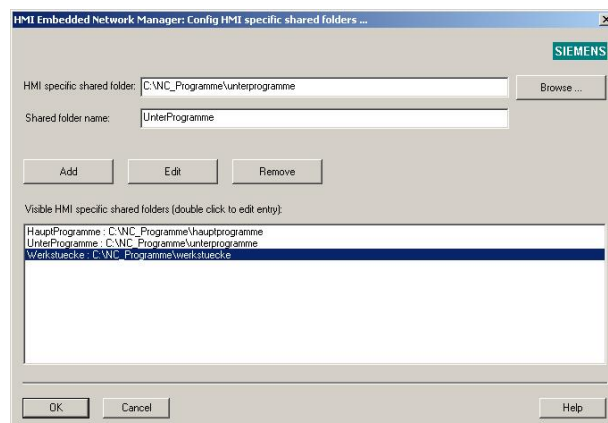 HMI Embedded Network Manager: Config HMI specific shared folders ...
SIEMENS
HMI specific shared folder: C:\NC_Programme\unterprogramme Browse ...
Shared folder name: UnterProgramme
Add Edit Remove
Visible HMI specific shared folders (double click to edit entry):
HauptProgramme : C:\NC_Programme\hauptprogramme
UnterProgramme : C:\NC_Programme\unterprogramme
Werkstuecke : C:\NC_Programme\werkstuecke
OK Cancel Help